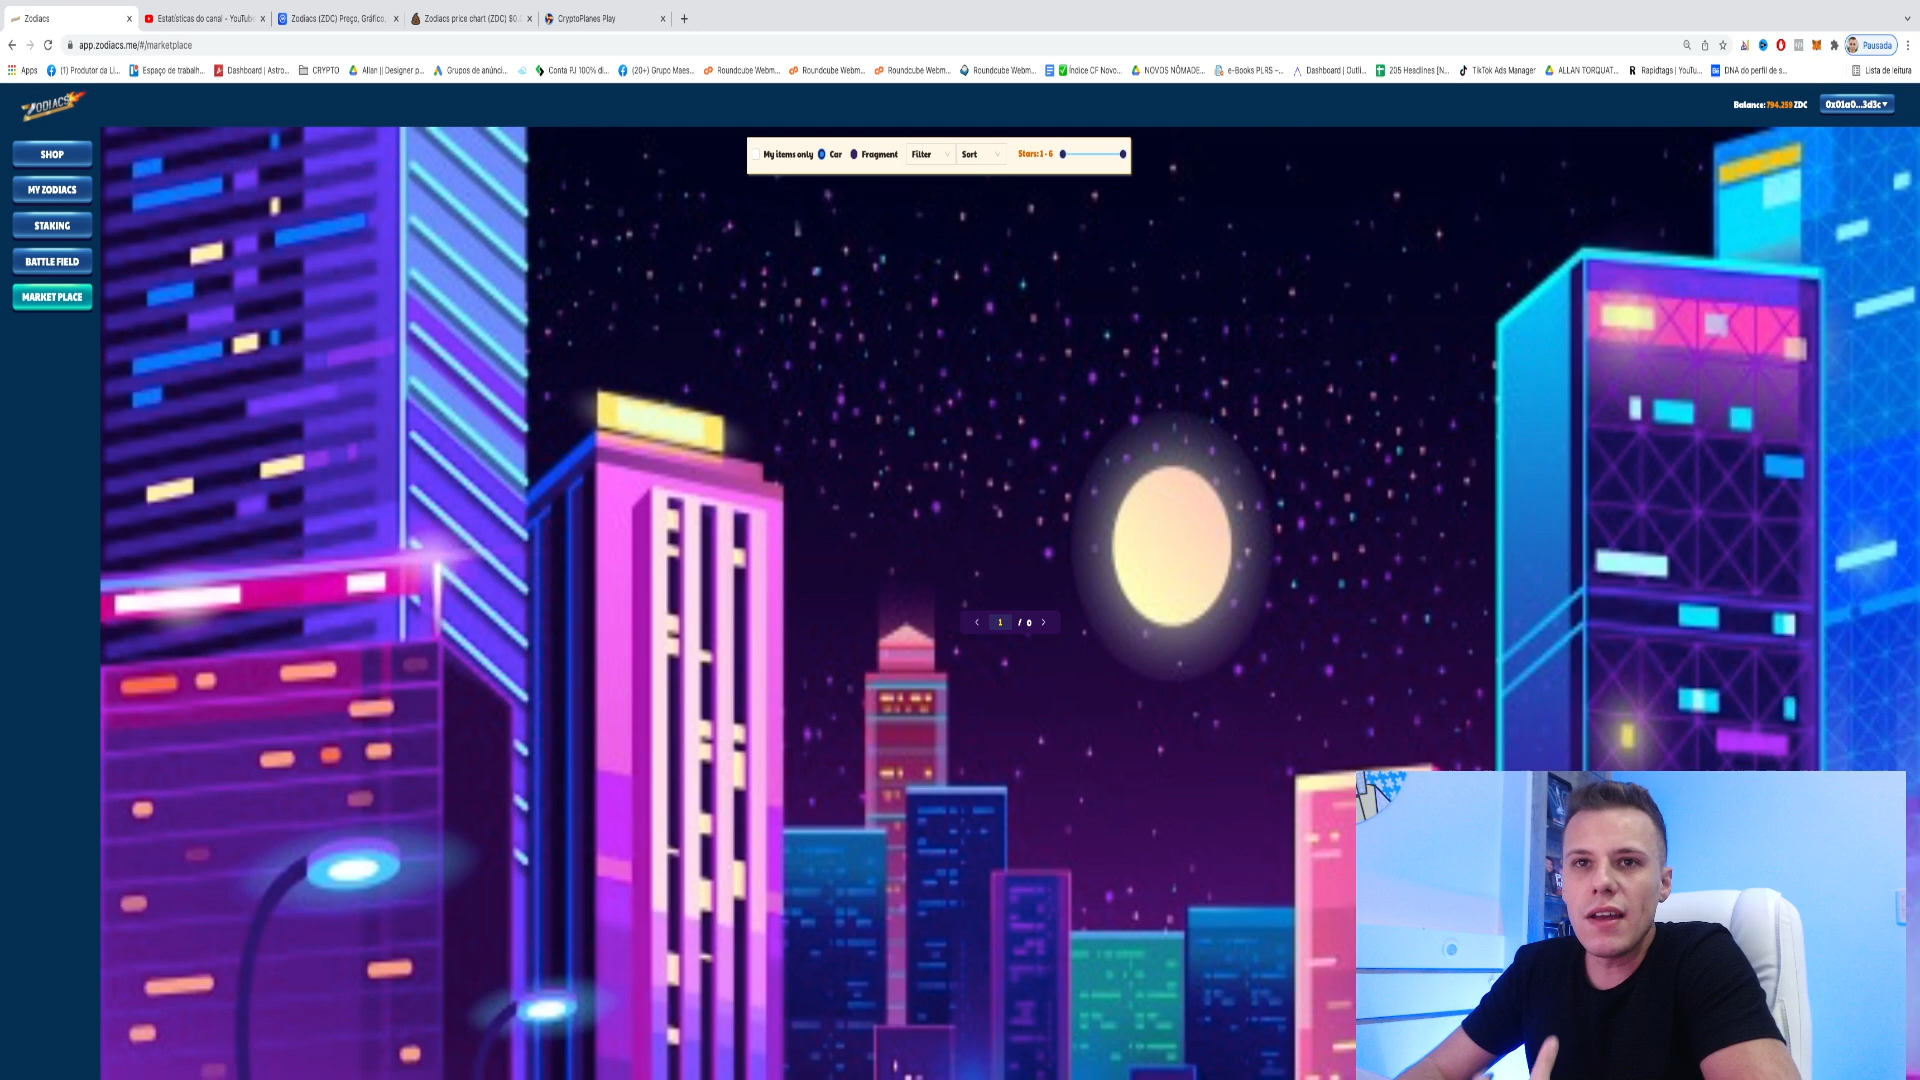 Zodiacs
Estatísticas do canal - YouTube
Zodiacs (ZDC) Preço, Gráfico,
Zodiacs price chart (ZDC) $0.
CryptoPlanes Play
app.zodiacs.me/#/marketplace
Pausada
Apps
(1) Produtor da Li...
Espaço de trabalh...
Dashboard | Astro...
CRYPTO
Allan || Designer p...
Grupos de anúnci...
Conta PJ 100% di...
(20+) Grupo Maes...
Roundcube Webm...
Roundcube Webm...
Roundcube Webm...
Roundcube Webm...
Índice CF Novo...
NOVOS NÔMADE...
e-Books PLRS –...
Dashboard | Outli...
205 Headlines [N...
TikTok Ads Manager
ALLAN TORQUAT...
Rapidtags | YouTu...
DNA do perfil de s...
Lista de leitura
ZODIACS
Balance: 794.259 ZDC
0x01a0...3d3c
SHOP
MY ZODIACS
STAKING
BATTLE FIELD
MARKET PLACE
My items only
Car
Fragment
Filter
Sort
Stars: 1 - 6
1 / 0